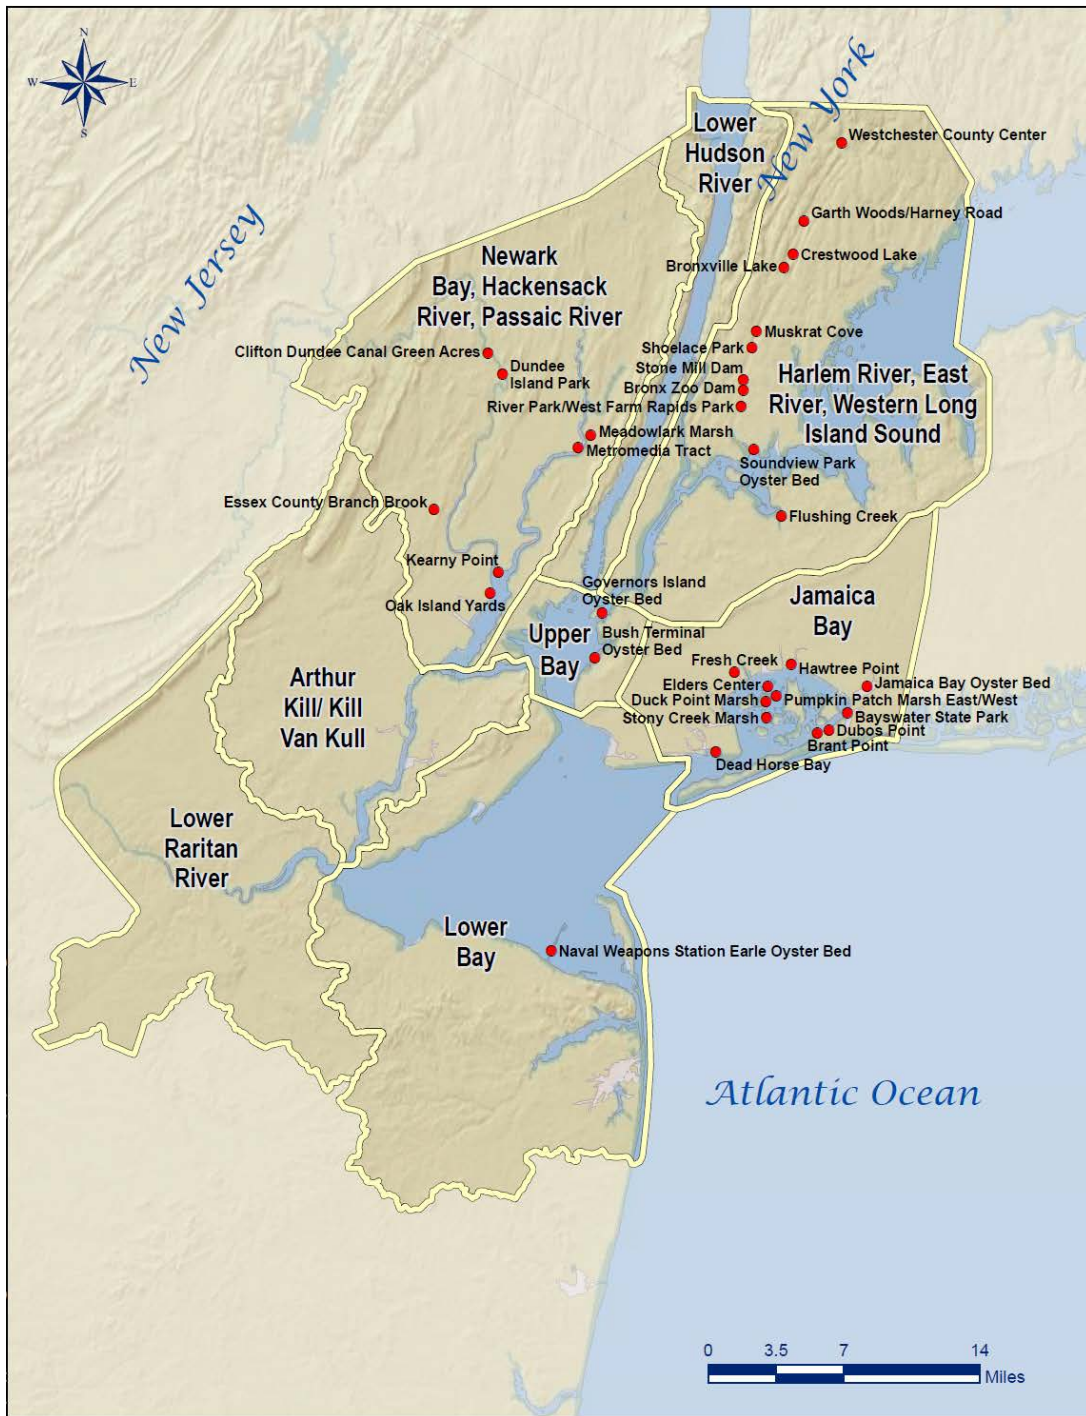 N
W
E
S
New Jersey
New York
Lower
Hudson
River
Westchester County Center
Garth Woods/Harney Road
Crestwood Lake
Bronxville Lake
Newark
Bay, Hackensack
River, Passaic River
Muskrat Cove
Shoelace Park
Clifton Dundee Canal Green Acres
Dundee
Island Park
Stone Mill Dam
Bronx Zoo Dam
River Park/West Farm Rapids Park
Harlem River, East
River, Western Long
Island Sound
Meadowlark Marsh
Metromedia Tract
Soundview Park
Oyster Bed
Essex County Branch Brook
Flushing Creek
Kearny Point
Oak Island Yards
Governors Island
Oyster Bed
Jamaica
Bay
Upper
Bay
Bush Terminal
Oyster Bed
Fresh Creek
Hawtree Point
Elders Center
Jamaica Bay Oyster Bed
Duck Point Marsh
Pumpkin Patch Marsh East/West
Stony Creek Marsh
Bayswater State Park
Dubos Point
Brant Point
Dead Horse Bay
Arthur
Kill/ Kill
Van Kull
Lower
Raritan
River
Lower
Bay
Naval Weapons Station Earle Oyster Bed
Atlantic Ocean
0 3.5 7 14
Miles